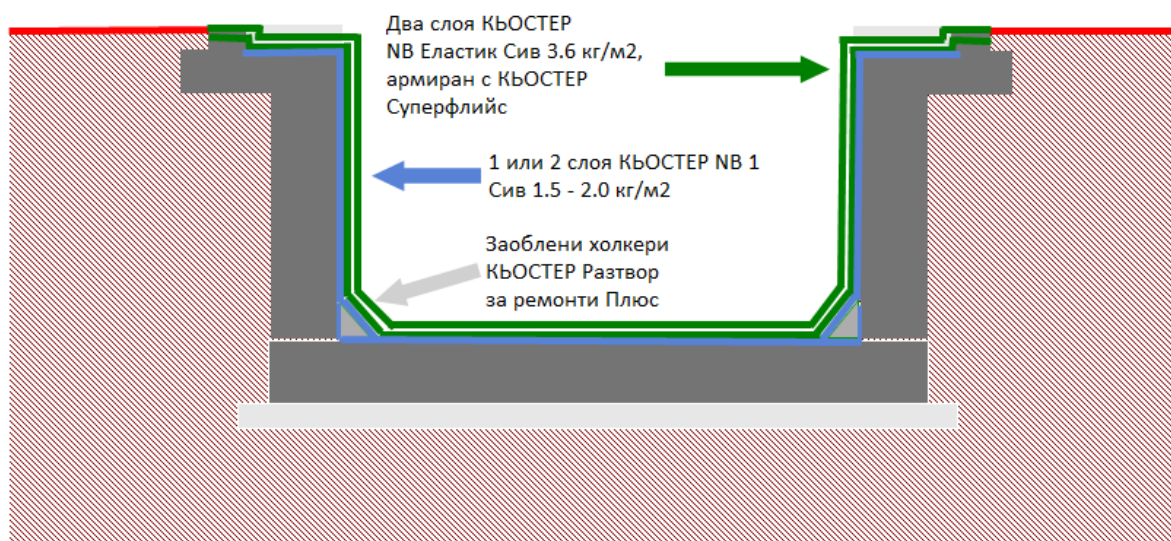 Два слоя КЬОСТЕР
NB Еластик Сив 3.6 кг/м2,
армиран с КЬОСТЕР
Суперфлийс
1 или 2 слоя КЬОСТЕР NB 1
Сив 1.5 - 2.0 кг/м2
Заоблени холкери
КЬОСТЕР Разтвор
за ремонти Плюс